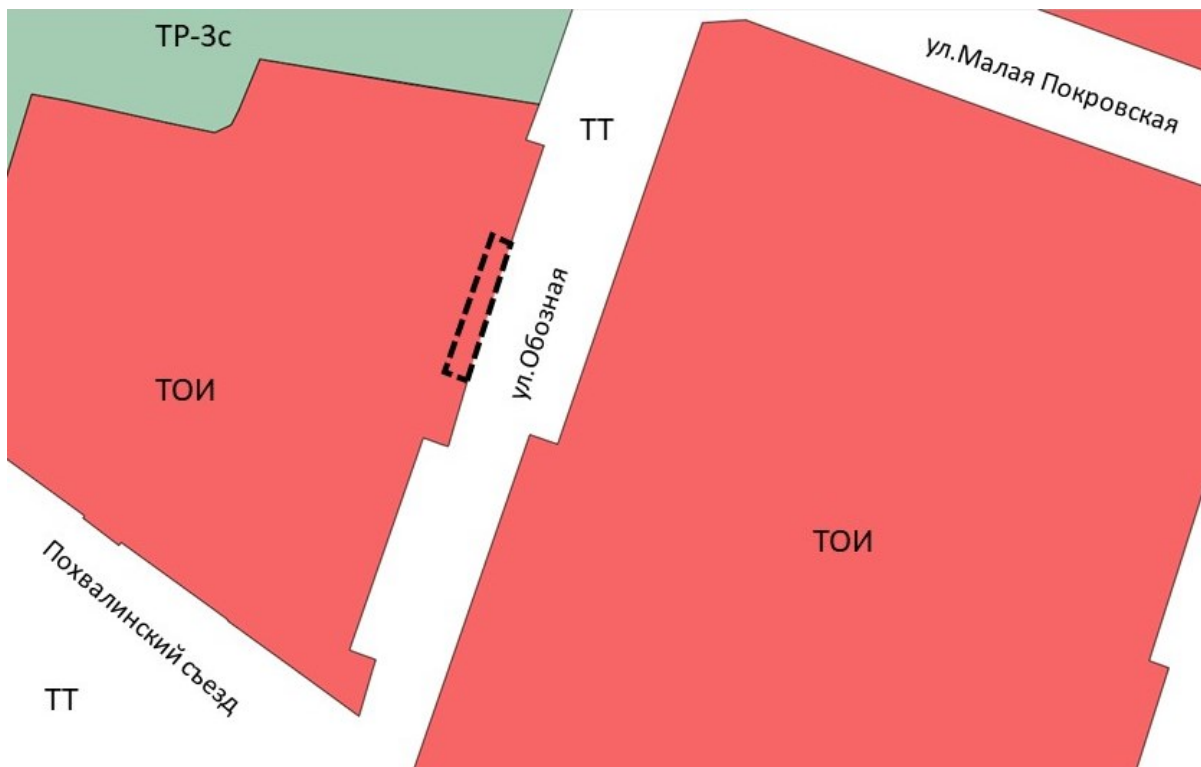 ТР-3с
ул.Малая Покровская
ТТ
ул.Обозная
ТОИ
ТОИ
Похвалинский съезд
ТТ